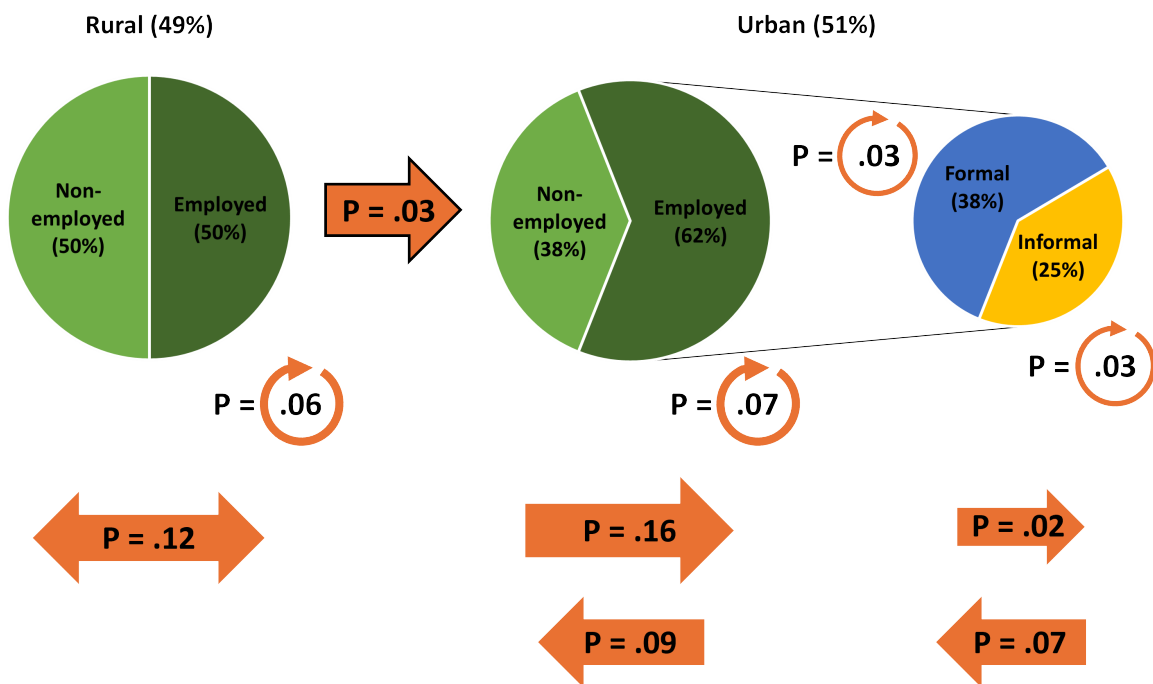 Rural (49%)
Urban (51%)
Non-
employed
(50%)
Employed
(50%)
P = .03
Non-
employed
(38%)
Employed
(62%)
P = .03
Formal
(38%)
Informal
(25%)
P = .03
P = .06
P = .07
P = .12
P = .16
P = .02
P = .09
P = .07